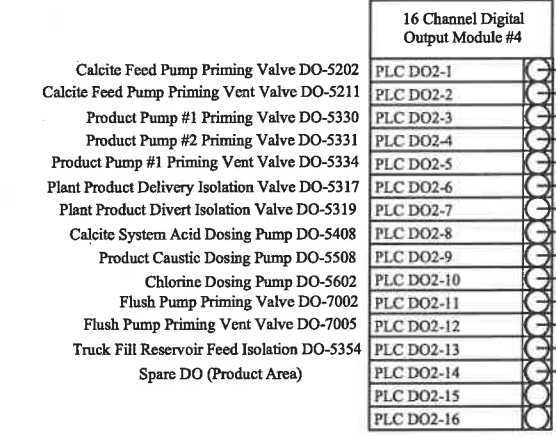 16 Channel Digital
Output Module #4
Calcite Feed Pump Priming Valve DO-5202 PLC DO2-1
Calcite Feed Pump Priming Vent Valve DO-5211 PLC DO2-2
Product Pump #1 Priming Valve DO-5330 PLC DO2-3
Product Pump #2 Priming Valve DO-5331 PLC DO2-4
Product Pump #1 Priming Vent Valve DO-5334 PLC DO2-5
Plant Product Delivery Isolation Valve DO-5317 PLC DO2-6
Plant Product Divert Isolation Valve DO-5319 PLC DO2-7
Calcite System Acid Dosing Pump DO-5408 PLC DO2-8
Product Caustic Dosing Pump DO-5508 PLC DO2-9
Chlorine Dosing Pump DO-5602 PLC DO2-10
Flush Pump Priming Valve DO-7002 PLC DO2-11
Flush Pump Priming Vent Valve DO-7005 PLC DO2-12
Truck Fill Reservoir Feed Isolation DO-5354 PLC DO2-13
Spare DO (Product Area) PLC DO2-14
PLC DO2-15
PLC DO2-16